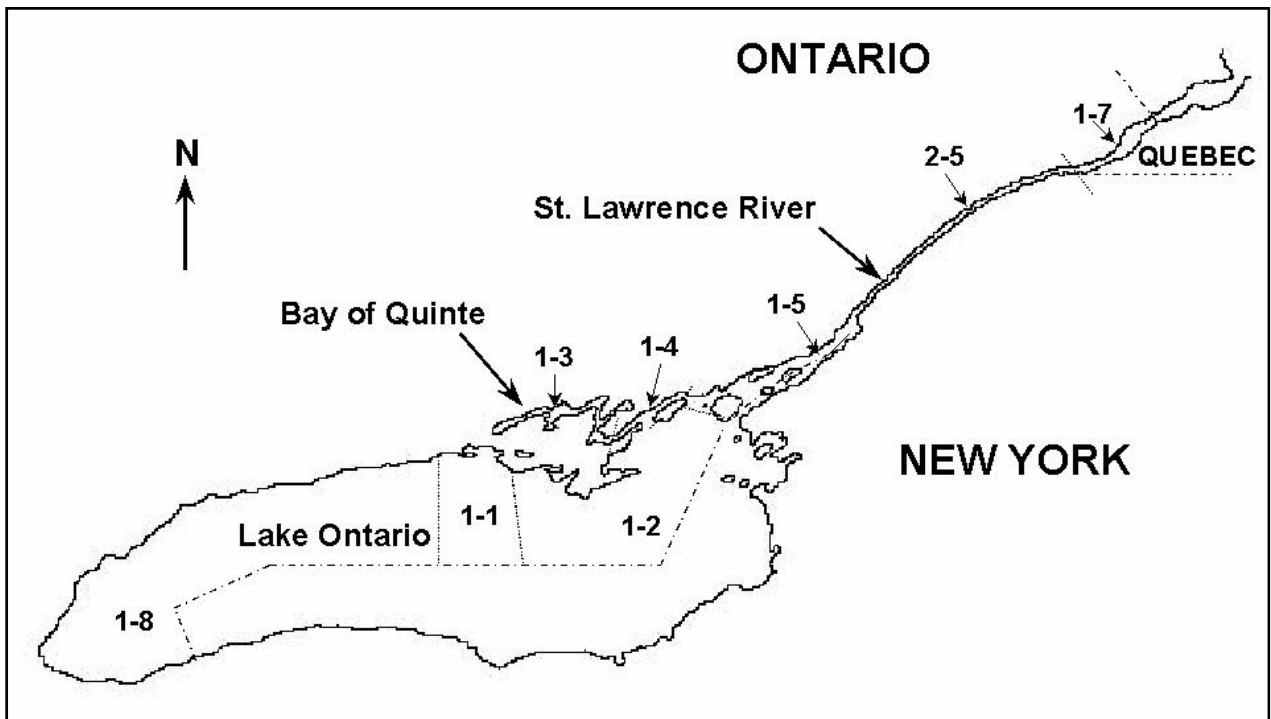 ONTARIO
1-7
N
2-5
QUEBEC
St. Lawrence River
Bay of Quinte
1-5
1-3
1-4
NEW YORK
1-1
1-2
Lake Ontario
1-8